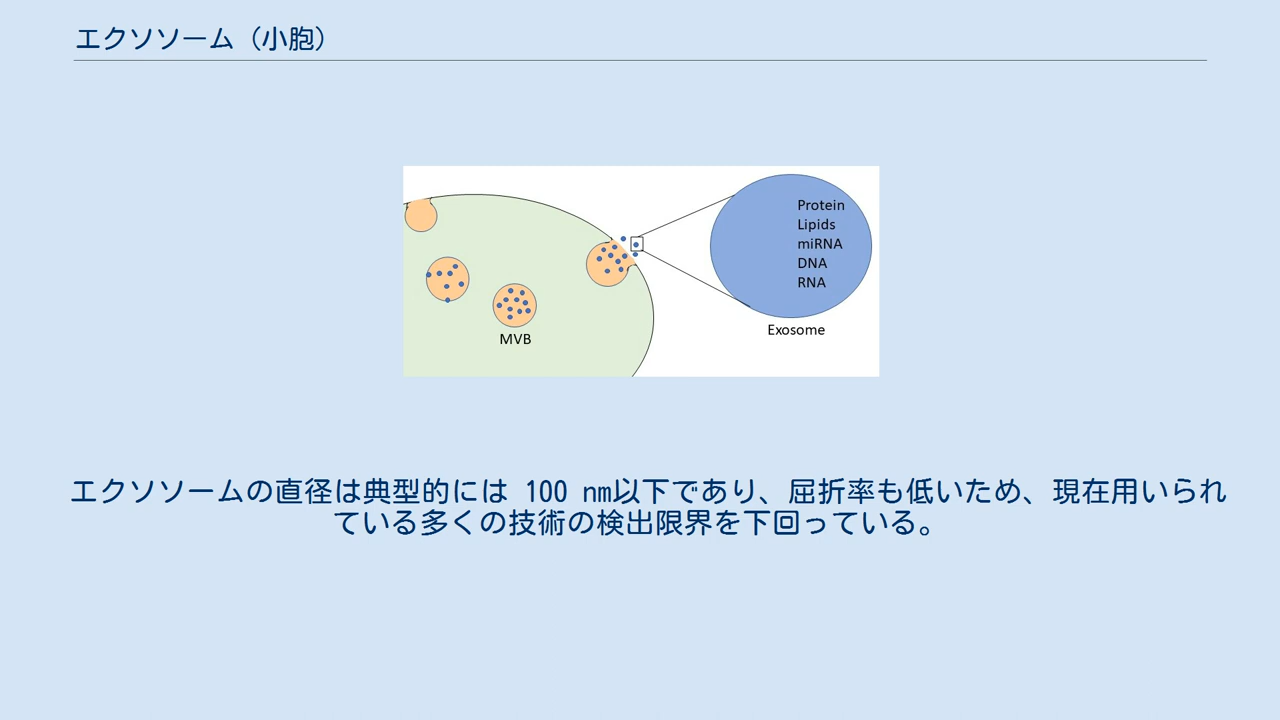 エクソソーム（小胞）
Protein
Lipids
miRNA
DNA
RNA
Exosome
MVB
エクソソームの直径は典型的には 100 nm以下であり、屈折率も低いため、現在用いられ
ている多くの技術の検出限界を下回っている。